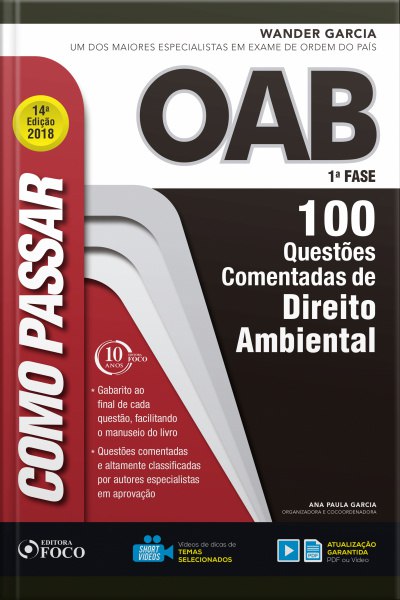 WANDER GARCIA
UM DOS MAIORES ESPECIALISTAS EM EXAME DE ORDEM DO PAÍS
OAB
1ª FASE
14ª
Edição
2018
COMO PASSAR
100
Questões
Comentadas de
Direito
Ambiental
10
ANOS
EDITORA
FOCO
* Gabarito ao
final de cada
questão, facilitando
o manuseio do livro
* Questões comentadas
e altamente classificadas
por autores especialistas
em aprovação
ANA PAULA GARCIA
ORGANIZADORA E COCOORDENADORA
EDITORA
FOCO
SHORT
VIDEOS
Vídeos de dicas de
TEMAS
SELECIONADOS
PDF
ATUALIZAÇÃO
GARANTIDA
PDF ou Vídeo